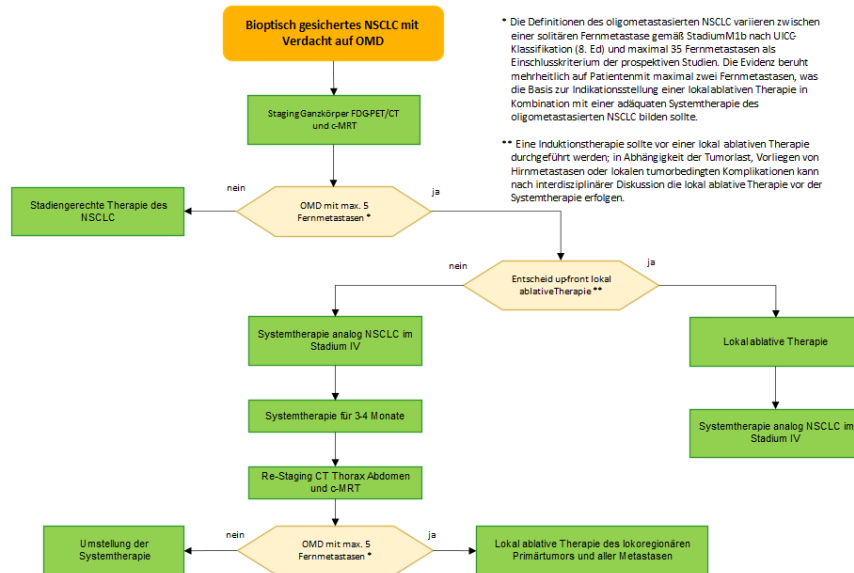 Bioptisch gesichertes NSCLC mit
Verdacht auf OMD
* Die Definitionen des oligometastasierten NSCLC variieren zwischen
einer solitären Fernmetastase gemäß StadiumM1b nach UICC-
Klassifikation (8. Ed) und maximal 35 Fernmetastasen als
Einschlusskriterium der prospektiven Studien. Die Evidenz beruht
mehrheitlich auf Patientenmit maximal zwei Fernmetastasen, was
die Basis zur Indikationsstellung einer lokalablativen Therapie in
Kombination mit einer adäquaten Systemtherapie des
oligometastasierten NSCLC bilden sollte.
** Eine Induktionstherapie sollte vor einer lokal ablativen Therapie
durchgeführt werden; in Abhängigkeit der Tumorlast, Vorliegen von
Hirnmetastasen oder lokalen tumorbedingten Komplikationen kann
nach interdisziplinärer Diskussion die lokal ablative Therapie vor der
Systemtherapie erfolgen.
StagingGanzkörper FDG-PET/CT
und c-MRT
nein
ja
Stadiengerechte Therapie des
NSCLC
OMD mit max. 5
Fernmetastasen *
nein
ja
Entscheid up-front lokal
ablativeTherapie **
Systemtherapie analog NSCLC im
Stadium IV
Lokal ablative Therapie
Systemtherapie für 3-4 Monate
Systemtherapie analog NSCLC im
Stadium IV
Re-Staging CT Thorax Abdomen
und c-MRT
nein
ja
Umstellung der
Systemtherapie
OMD mit max. 5
Fernmetastasen *
Lokal ablative Therapie des lokoregionären
Primärtumors und aller Metastasen